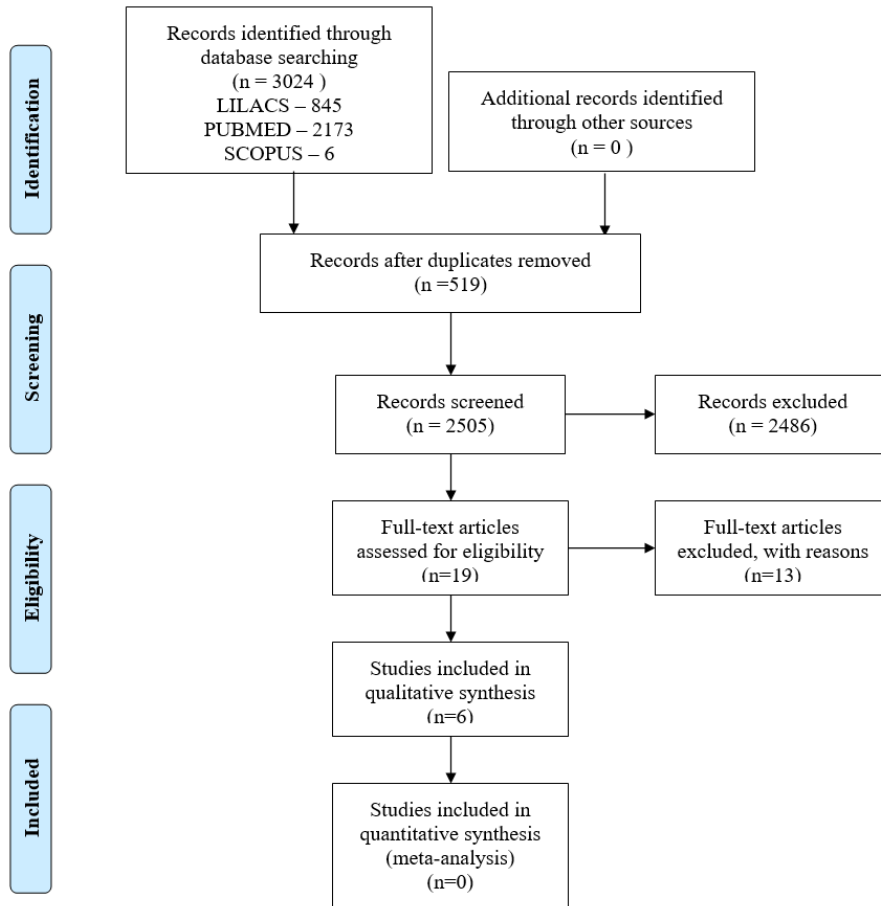 Records identified through
database searching
(n = 3024 )
LILACS – 845
PUBMED – 2173
SCOPUS – 6
Additional records identified
through other sources
(n = 0 )
Identification
Records after duplicates removed
(n =519)
Screening
Records screened
(n = 2505)
Records excluded
(n = 2486)
Eligibility
Full-text articles
assessed for eligibility
(n=19)
Full-text articles
excluded, with reasons
(n=13)
Studies included in
qualitative synthesis
(n=6)
Included
Studies included in
quantitative synthesis
(meta-analysis)
(n=0)